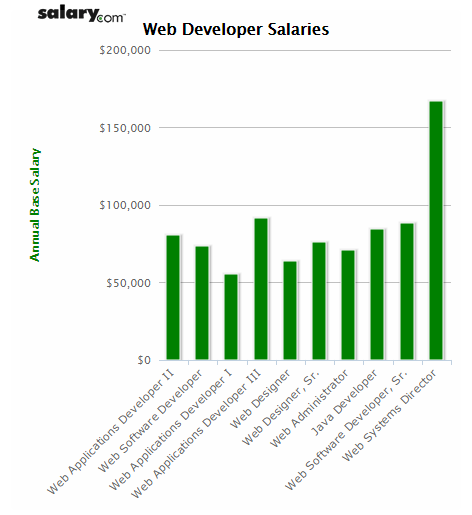 salary.com
Web Developer Salaries
$200,000
$150,000
$100,000
$50,000
$0
Annual Base Salary
Web Applications Developer II
Web Software Developer
Web Applications Developer I
Web Applications Developer III
Web Designer
Web Designer, Sr.
Web Administrator
Java Developer
Web Software Developer, Sr.
Web Systems Director